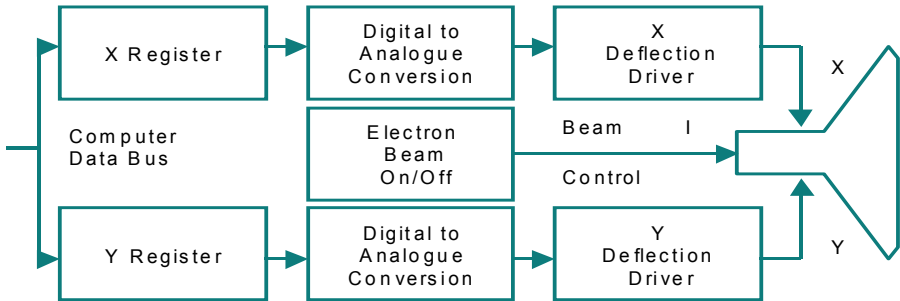 X Register
Digital to
Analogue
Conversion
X
Deflection
Driver
X
Computer
Data Bus
Electron
Beam
On/Off
Beam I
Control
Y Register
Digital to
Analogue
Conversion
Y
Deflection
Driver
Y